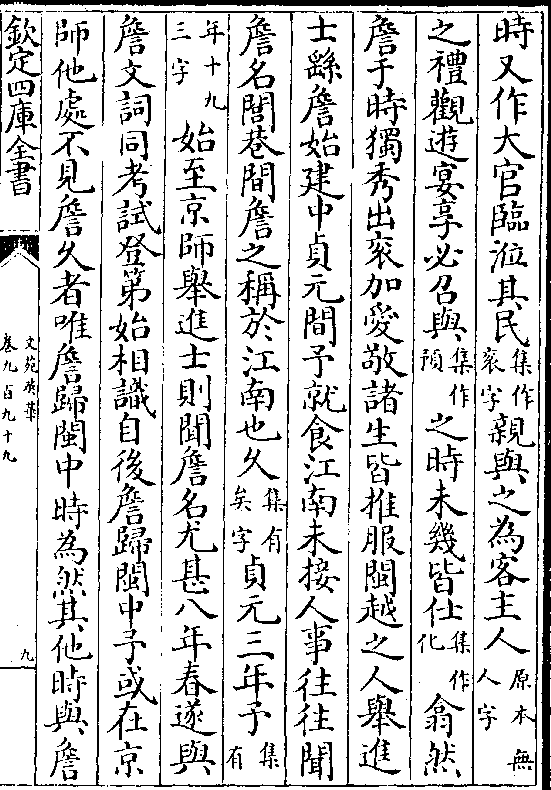 時又作大官臨涖其民集作衮字親與之為客主人原本無人字
之禮觀遊宴享必召與集作預之時未幾皆仕集作化翕然
詹于時獨秀出衮加愛敬諸生皆推服閩越之人舉進
士繇詹始建中貞元間予就食江南未接人事往往聞
詹名閭巷間詹之稱於江南也久集有矣字貞元三年予集有
年十九三字始至京師舉進士則聞詹名尤甚八年春遂與
詹文詞同考試登第始相識自後詹歸閩中予或在京
師他處不見詹久者唯詹歸閩中時為然其他時與詹
欽定四庫全書
文苑英華
卷九百九十九
九